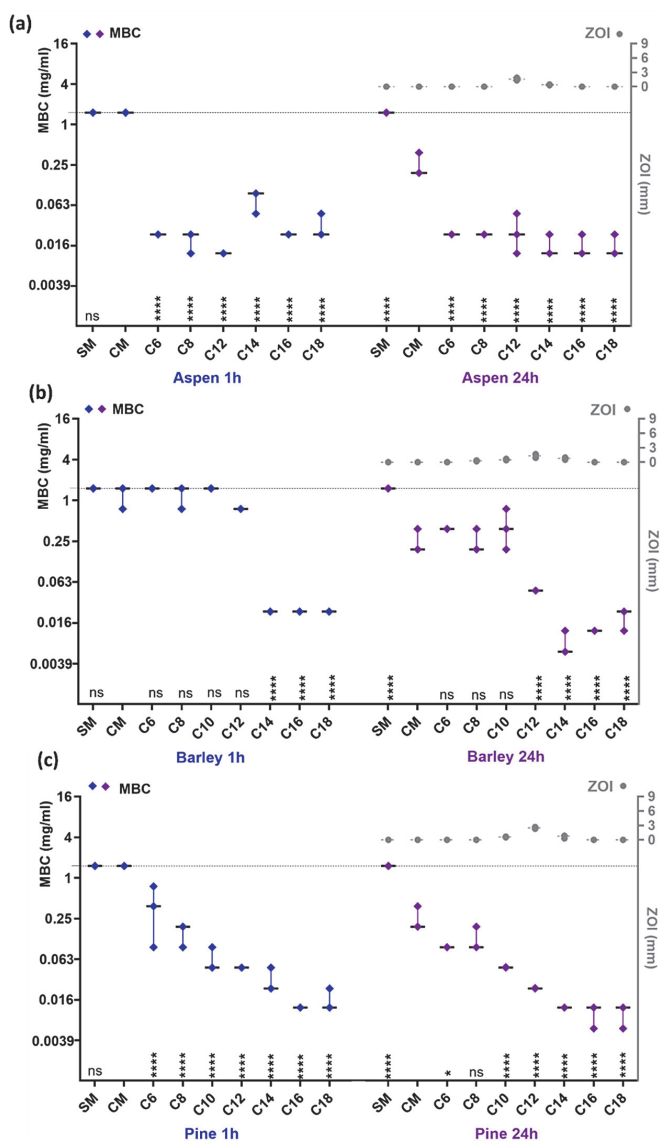 (a)
MBC
ZOI
16
4
1
0.25
0.063
0.016
0.0039
MBC (mg/ml)
9
6
3
0
ZOI (mm)
ns **** **** **** **** **** **** **** **** **** **** **** **** ****
SM CM C6 C8 C12 C14 C16 C18 SM CM C6 C8 C12 C14 C16 C18
Aspen 1h Aspen 24h
(b)
MBC
ZOI
16
4
1
0.25
0.063
0.016
0.0039
MBC (mg/ml)
9
6
3
0
ZOI (mm)
ns ns ns ns ns **** **** **** **** ns ns ns **** **** **** ****
SM CM C6 C8 C10 C12 C14 C16 C18 SM CM C6 C8 C10 C12 C14 C16 C18
Barley 1h Barley 24h
(c)
MBC
ZOI
16
4
1
0.25
0.063
0.016
0.0039
MBC (mg/ml)
9
6
3
0
ZOI (mm)
ns **** **** **** **** **** **** **** **** * ns **** **** **** **** ****
SM CM C6 C8 C10 C12 C14 C16 C18 SM CM C6 C8 C10 C12 C14 C16 C18
Pine 1h Pine 24h